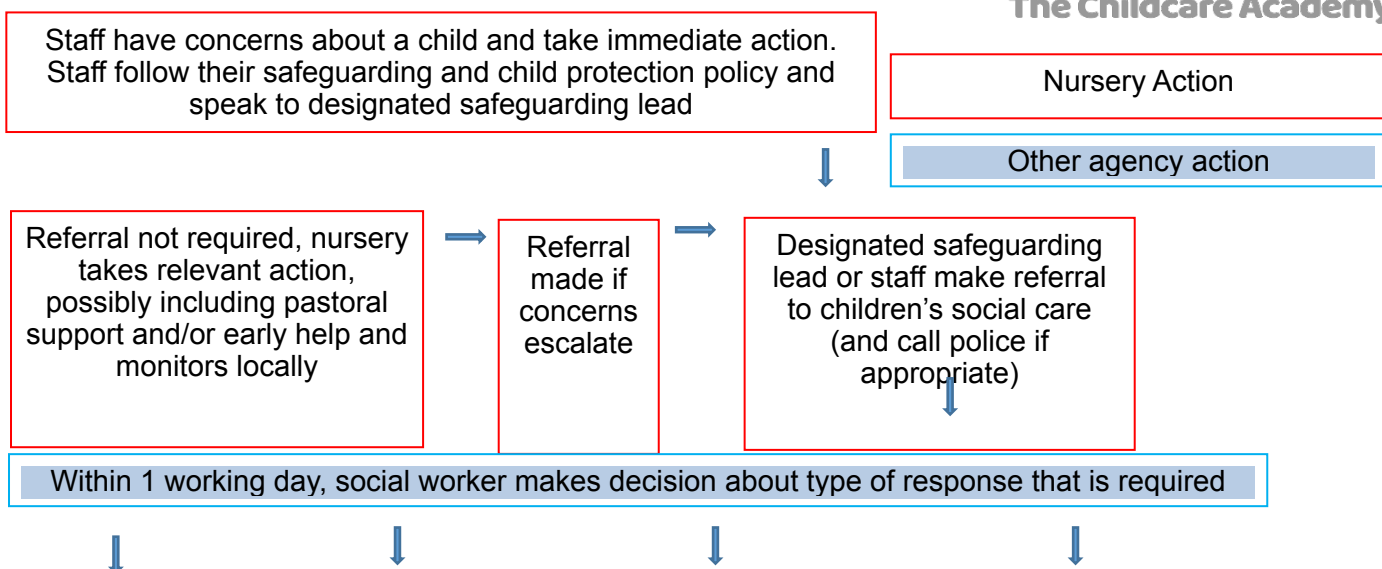 The Childcare Academy
Staff have concerns about a child and take immediate action.
Staff follow their safeguarding and child protection policy and
speak to designated safeguarding lead
Nursery Action
Other agency action
Referral not required, nursery
takes relevant action,
possibly including pastoral
support and/or early help and
monitors locally
Referral
made if
concerns
escalate
Designated safeguarding
lead or staff make referral
to children’s social care
(and call police if
appropriate)
Within 1 working day, social worker makes decision about type of response that is required